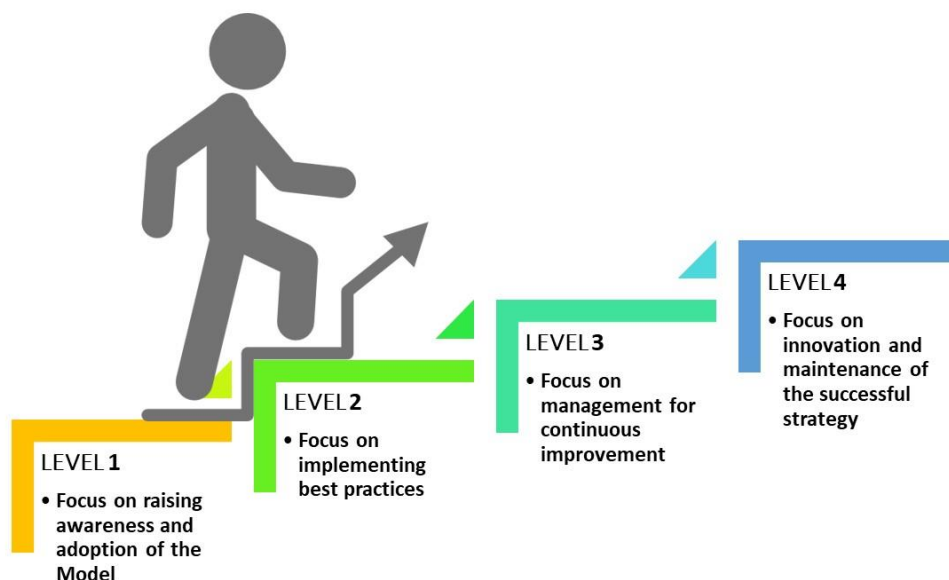 LEVEL 1
• Focus on raising
awareness and
adoption of the
Model
LEVEL 2
• Focus on
implementing
best practices
LEVEL 3
• Focus on
management for
continuous
improvement
LEVEL 4
• Focus on
innovation and
maintenance of
the successful
strategy